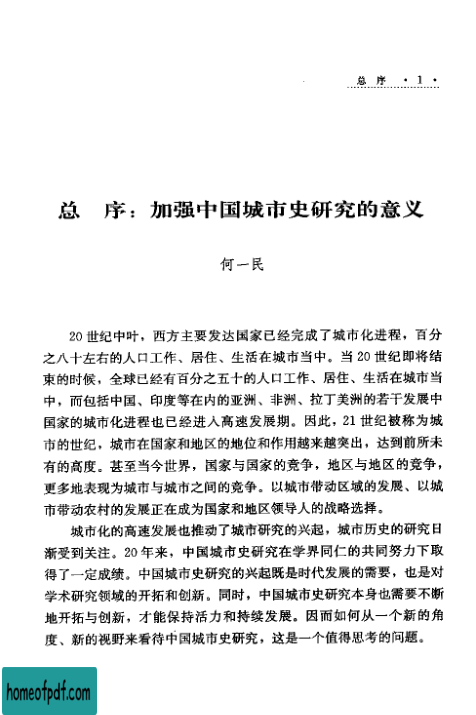 总 序 ·1·
总 序：加强中国城市史研究的意义
何一民
20世纪中叶，西方主要发达国家已经完成了城市化进程，百分
之八十左右的人口工作、居住、生活在城市当中。当20世纪即将结
束的时候，全球已经有百分之五十的人口工作、居住、生活在城市当
中，而包括中国、印度等在内的亚洲、非洲、拉丁美洲的若干发展中
国家的城市化进程也已经进入高速发展期。因此，21世纪被称为城
市的世纪，城市在国家和地区的地位和作用越来越突出，达到前所未
有的高度。甚至当今世界，国家与国家的竞争，地区与地区的竞争，
更多地表现为城市与城市之间的竞争。以城市带动区域的发展、以城
市带动农村的发展正在成为国家和地区领导人的战略选择。
城市化的高速发展也推动了城市研究的兴起，城市历史的研究日
渐受到关注。20年来，中国城市史研究在学界同仁的共同努力下取
得了一定成绩。中国城市史研究的兴起既是时代发展的需要，也是对
学术研究领域的开拓和创新。同时，中国城市史研究本身也需要不断
地开拓与创新，才能保持活力和持续发展。因而如何从一个新的角
度、新的视野来看待中国城市史研究，这是一个值得思考的问题。
homeofpdf.com